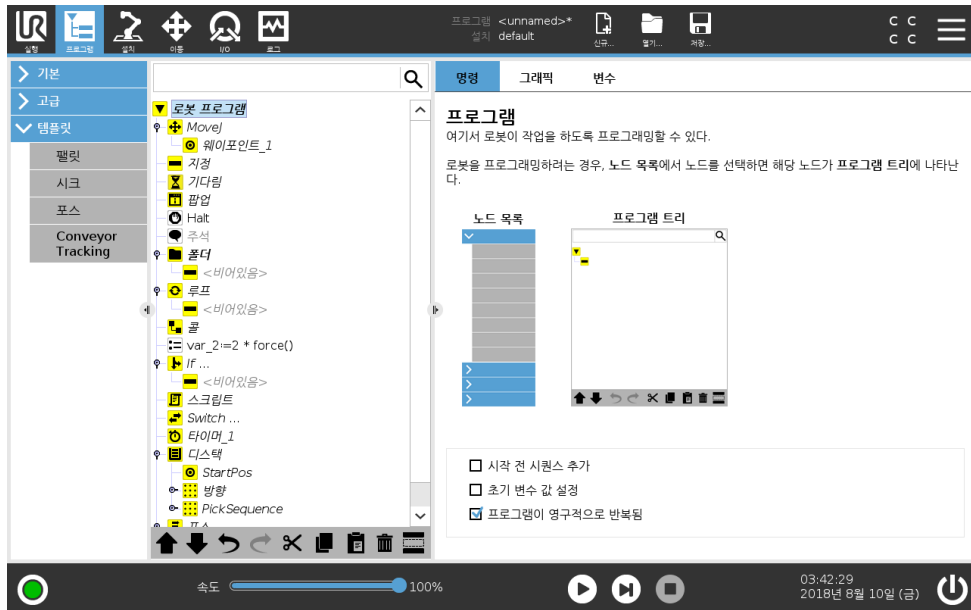 UR
실행
프로그램
설치
이동
I/O
로그
프로그램 <unnamed>*
설치 default
신규...
열기...
저장...
C C
C C
기본
고급
템플릿
팰릿
시크
포스
Conveyor
Tracking
로봇 프로그램
MoveJ
웨이포인트_1
지정
기다림
팝업
Halt
주석
폴더
<비어있음>
루프
<비어있음>
콜
var_2:=2 * force()
If ...
<비어있음>
스크립트
Switch ...
타이머_1
디스택
StartPos
방향
PickSequence
포스
명령 그래픽 변수
프로그램
여기서 로봇이 작업을 하도록 프로그래밍할 수 있다.
로봇을 프로그래밍하려는 경우, 노드 목록에서 노드를 선택하면 해당 노드가 프로그램 트리에 나타난
다.
노드 목록
프로그램 트리
시작 전 시퀀스 추가
초기 변수 값 설정
프로그램이 영구적으로 반복됨
속도
100%
03:42:29
2018년 8월 10일 (금)